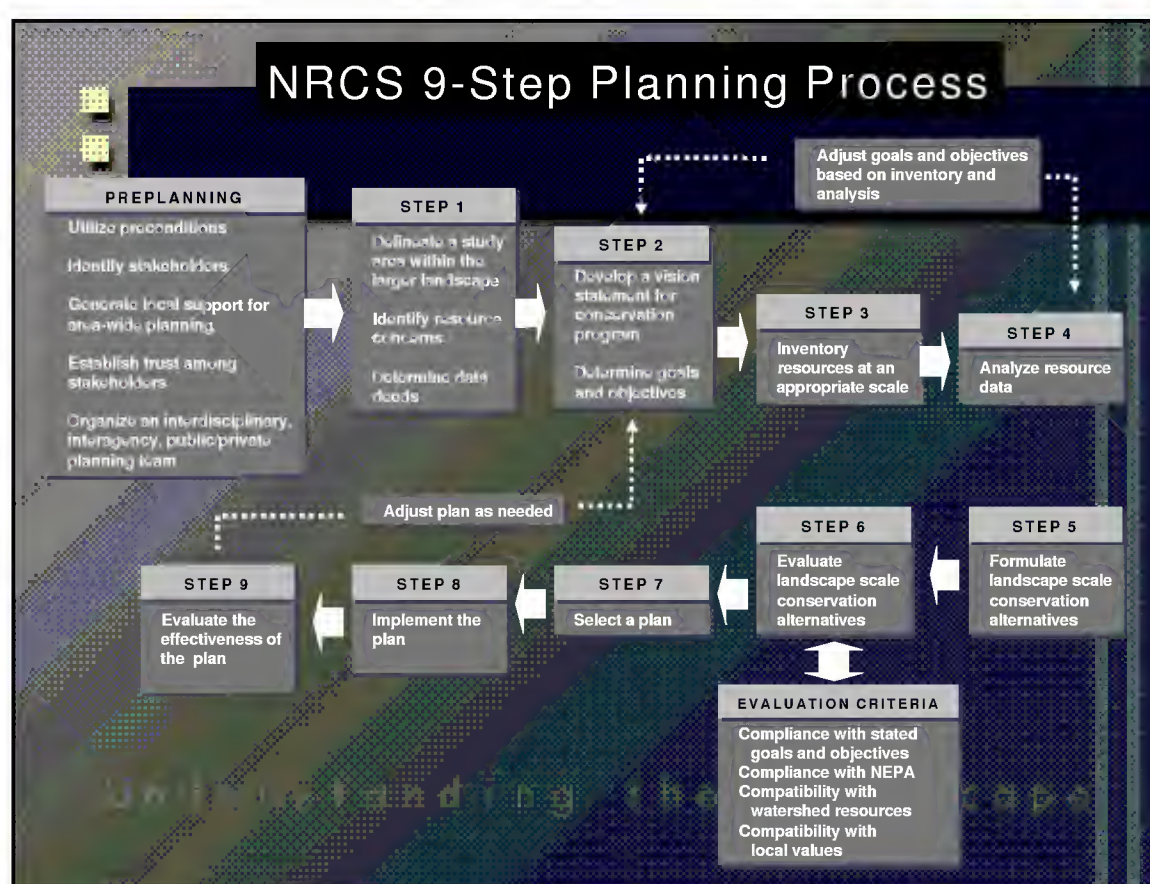 NRCS 9-Step Planning Process
Adjust goals and objectives
based on inventory and
analysis
PREPLANNING
Utilize preconditions
Identify stakeholders
Generate local support for
area-wide planning
Establish trust among
stakeholders
Organize an interdisciplinary,
interagency, public/private
planning team
STEP 1
Delineate a study
area within the
larger landscape
Identify resource
concerns
Determine data
needs
STEP 2
Develop a vision
statement for
conservation
program
Determine goals
and objectives
STEP 3
Inventory
resources at an
appropriate scale
STEP 4
Analyze resource
data
Adjust plan as needed
STEP 5
Formulate
landscape scale
conservation
alternatives
STEP 6
Evaluate
landscape scale
conservation
alternatives
STEP 7
Select a plan
STEP 8
Implement the
plan
STEP 9
Evaluate the
effectiveness of
the plan
EVALUATION CRITERIA
Compliance with stated
goals and objectives
Compliance with NEPA
Compatibility with
watershed resources
Compatibility with
local values